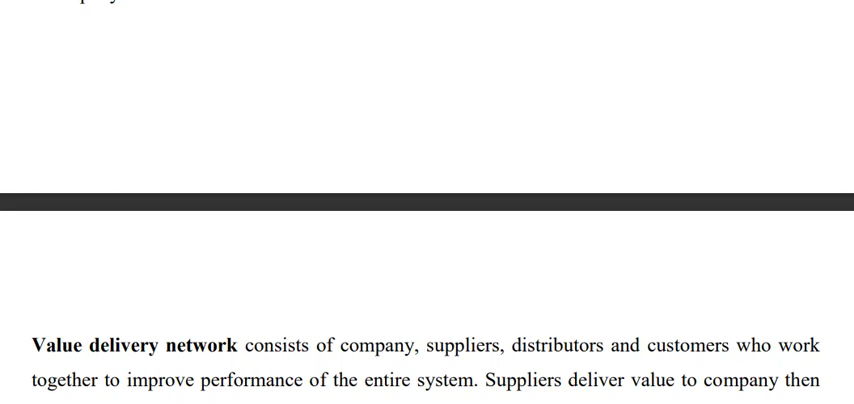 Value delivery network consists of company, suppliers, distributors and customers who work
together to improve performance of the entire system. Suppliers deliver value to company then